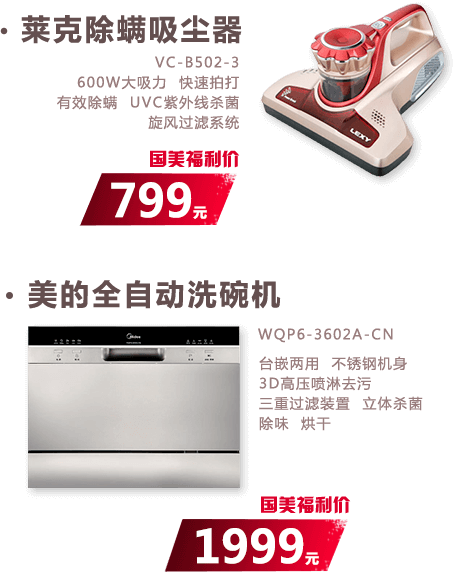 · 莱克除螨吸尘器
VC-B502-3
600W大吸力 快速拍打
有效除螨 UVC紫外线杀菌
旋风过滤系统
LEXY
国美福利价
799元
· 美的全自动洗碗机
Midea
WQP6-3602A-CN
台嵌两用 不锈钢机身
3D高压喷淋去污
三重过滤装置 立体杀菌
除味 烘干
国美福利价
1999元